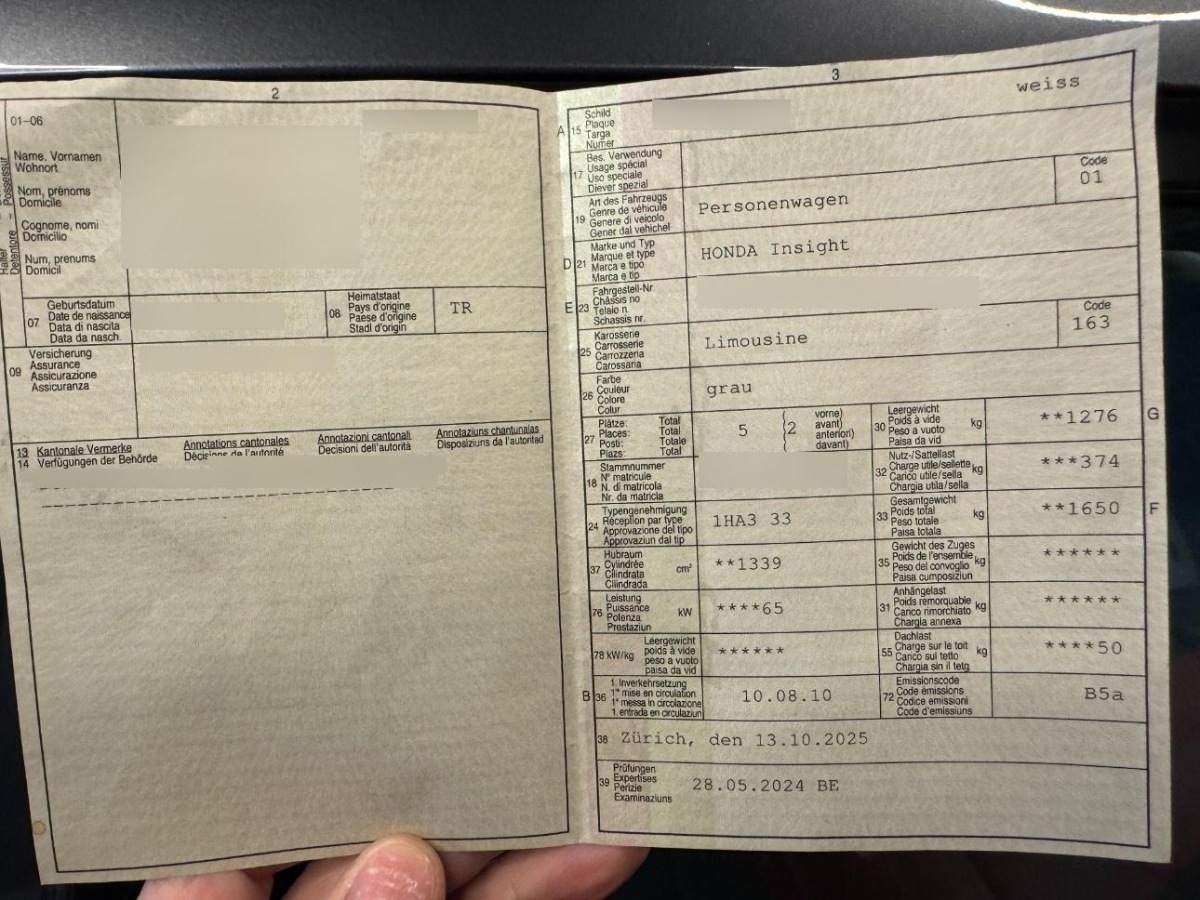 2
01-06
Halter
Detentore - Possessur
Name, Vornamen
Wohnort
Nom, prénoms
Domicile
Cognome, nomi
Domicilio
Num, prenums
Domicil
07 Geburtsdatum
Date de naissance
Data di nascita
Data da nasch.
08 Heimatstaat
Pays d'origine
Paese d'origine
Stadi d'origin
TR
09 Versicherung
Assurance
Assicurazione
Assicuranza
13 Kantonale Vermerke Annotations cantonales Annotazioni cantonali Annotaziuns chantunalas
14 Verfügungen der Behörde Décisions de l'autorité Decisioni dell'autorità Disposiziuns da l'autoritad
3
weiss
A 15 Schild
Plaque
Targa
Numer
17 Bes. Verwendung
Usage spécial
Uso speciale
Diever spezial
19 Art des Fahrzeugs
Genre de véhicule
Genere di veicolo
Gener dal vehichel
Personenwagen
Code
01
D 21 Marke und Typ
Marque et type
Marca e tipo
Marca e tip
HONDA Insight
E 23 Fahrgestell-Nr.
Châssis no
Telaio n.
Schassis nr.
25 Karosserie
Carrosserie
Carrozzeria
Carossaria
Limousine
Code
163
26 Farbe
Couleur
Colore
Colur
grau
27 Plätze: Total
Places: Total
Posti: Totale
Plazs: Total
5 2
vorne)
avant)
anteriori)
davant)
30 Leergewicht
Poids à vide
Peso a vuoto
Paisa da vid
kg
**1276
G
18 Stammnummer
N° matricule
N. di matricola
Nr. da matricla
32 Nutz-/Sattellast
Charge utile/sellette
Carico utile/sella
Chargia utila/sella
kg
***374
24 Typengenehmigung
Réception par type
Approvazione del tipo
Approvaziun dal tip
1HA3 33
33 Gesamtgewicht
Poids total
Peso totale
Paisa totala
kg
**1650
F
37 Hubraum
Cylindrée
Cilindrata
Cilindrada
cm³
**1339
35 Gewicht des Zuges
Poids de l'ensemble
Peso del convoglio
Paisa cumposiziun
kg
******
76 Leistung
Puissance
Potenza
Prestaziun
kW
****65
31 Anhängelast
Poids remorquable
Carico rimorchiato
Chargia annexa
kg
******
78 kW/kg
Leergewicht
poids à vide
peso a vuoto
paisa da vid
******
55 Dachlast
Charge sur le toit
Carico sul tetto
Chargia sin il tetg
kg
****50
B 36 1. Inverkehrsetzung
1re mise en circulation
1a messa in circolazione
1. entrada en circulaziun
10.08.10
72 Emissionscode
Code émissions
Codice emissioni
Code d'emissiuns
B5a
38 Zürich, den 13.10.2025
39 Prüfungen
Expertises
Perizie
Examinaziuns
28.05.2024 BE